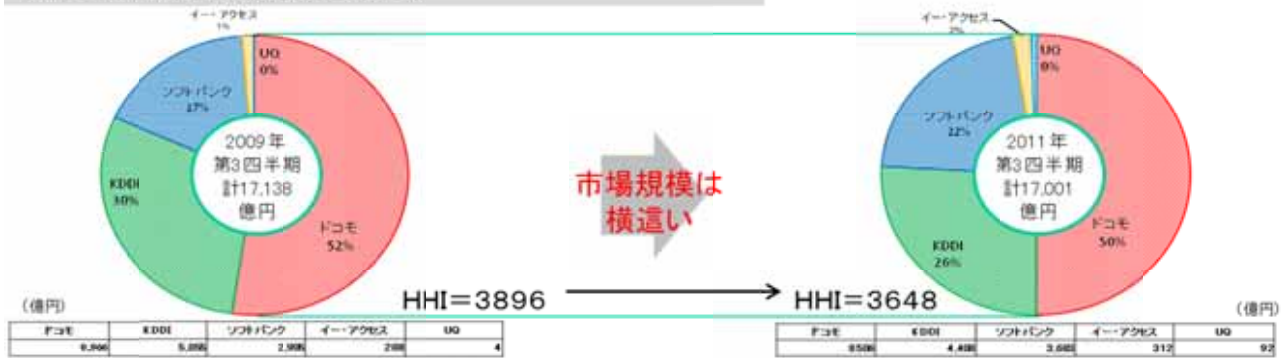 イー・アクセス
1%
UQ
0%
ソフトバンク
17%
2009年
第3四半期
計17,138
億円
KDDI
30%
ドコモ
52%
市場規模は
横這い
イー・アクセス
2%
UQ
0%
ソフトバンク
22%
2011年
第3四半期
計17,001
億円
KDDI
26%
ドコモ
50%
HHI=3896
HHI=3648
(億円)
ドコモ KDDI ソフトバンク イー・アクセス UQ
4
(億円)
ドコモ KDDI ソフトバンク イー・アクセス UQ
312 92